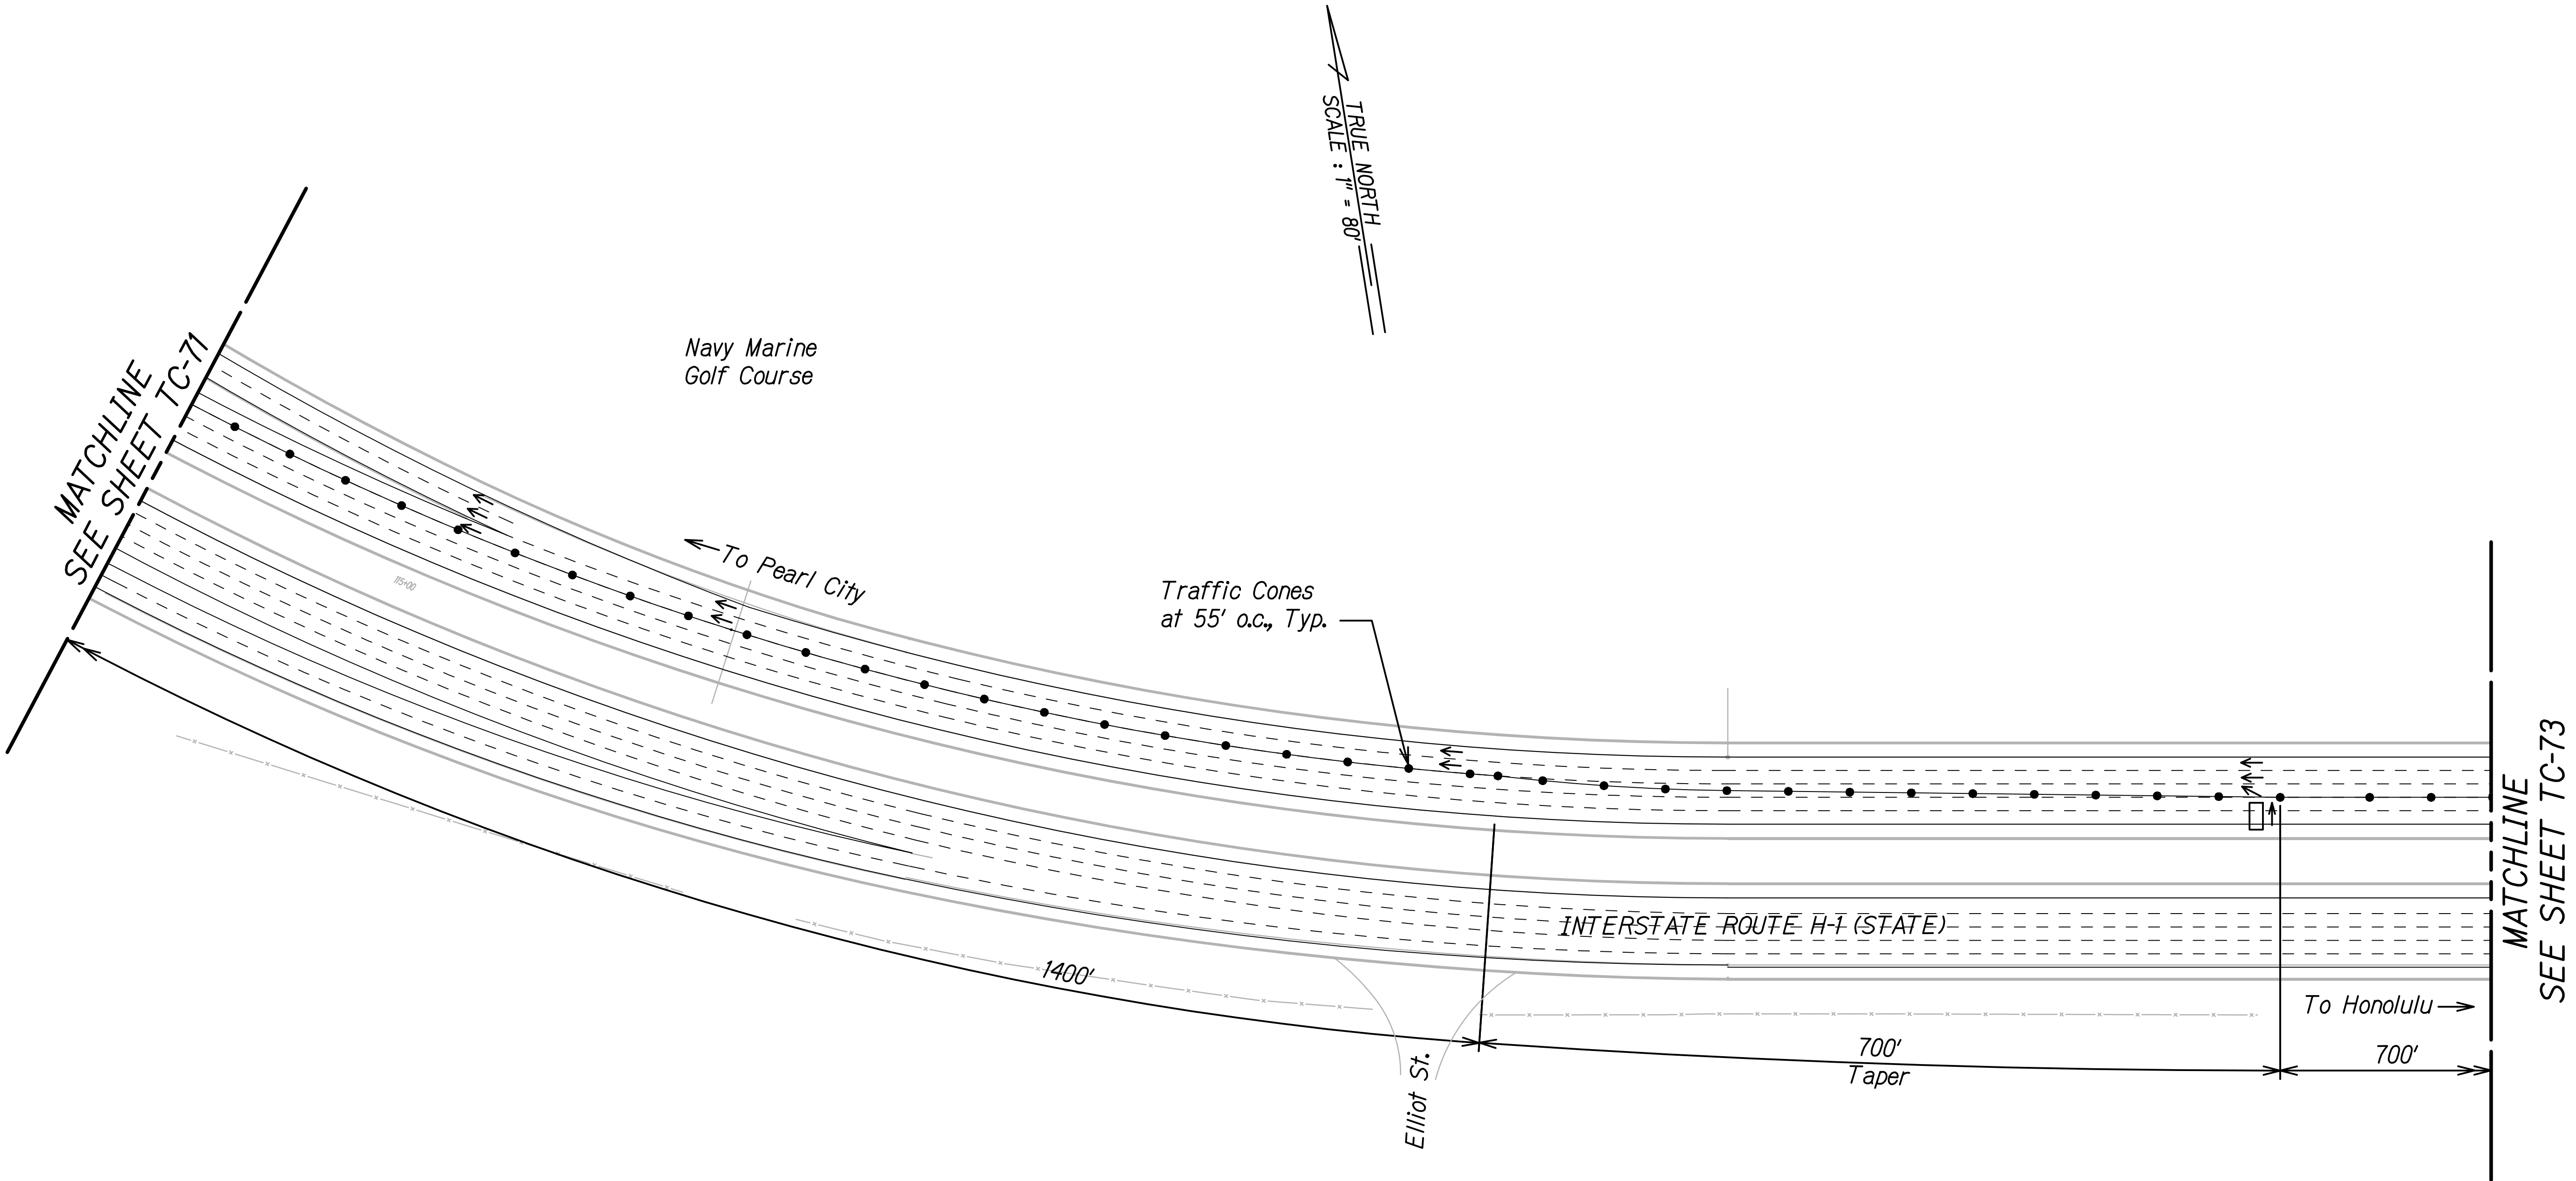 TRUE NORTH
SCALE : 1" = 80'
MATCHLINE
SEE SHEET TC-71
Navy Marine
Golf Course
To Pearl City
Traffic Cones
at 55' o.c., Typ.
115+00
INTERSTATE ROUTE H-1 (STATE)
MATCHLINE
SEE SHEET TC-73
To Honolulu
1400'
700'
Taper
700'
Elliot St.